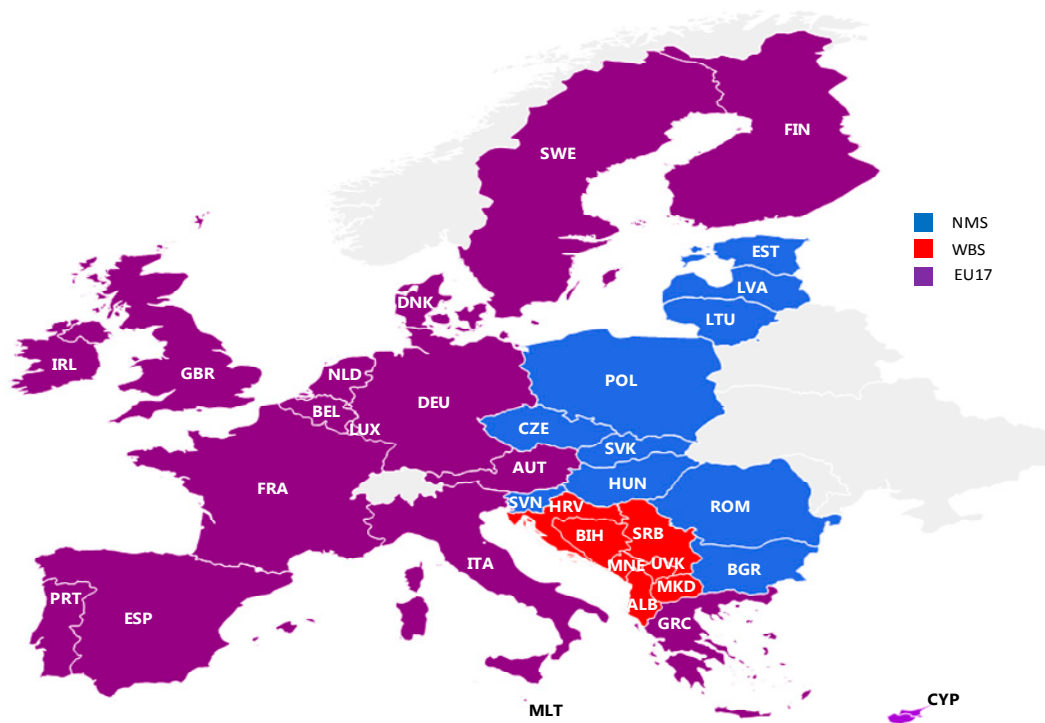 FIN
SWE
NMS
WBS
EST
EU17
LVA
DNK
LTU
IRL
GBR
NLD
POL
DEU
BEL
CZE
LUX
SVK
AUT
HUN
FRA
SVN
HRV
ROM
BIH
SRB
ITA
MNE
UVK
BGR
MKD
PRT
ALB
ESP
GRC
CYP
MLT